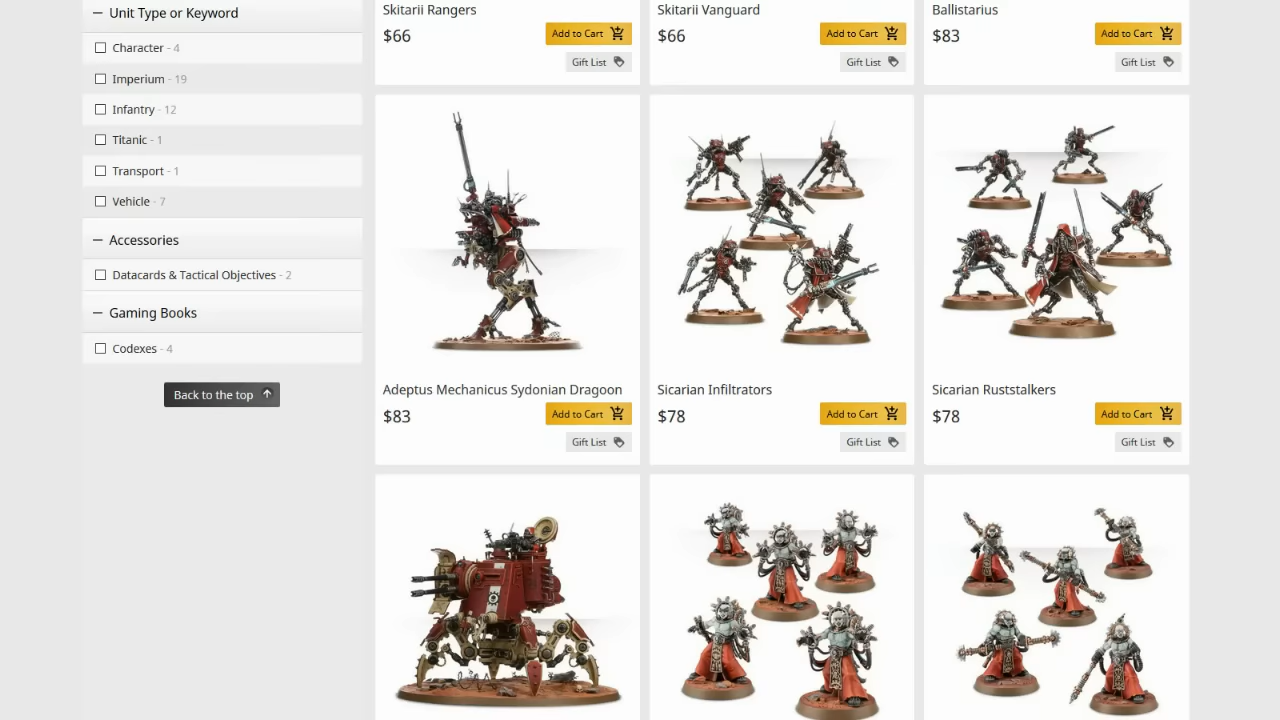 Unit Type or Keyword
Character - 4
Imperium - 19
Infantry - 12
Titanic - 1
Transport - 1
Vehicle - 7
Accessories
Datacards & Tactical Objectives - 2
Gaming Books
Codexes - 4
Back to the top
Skitarii Rangers
$66
Add to Cart
Gift List
Skitarii Vanguard
$66
Add to Cart
Gift List
Ballistarius
$83
Add to Cart
Gift List
Adeptus Mechanicus Sydonian Dragoon
$83
Add to Cart
Gift List
Sicarian Infiltrators
$78
Add to Cart
Gift List
Sicarian Ruststalkers
$78
Add to Cart
Gift List